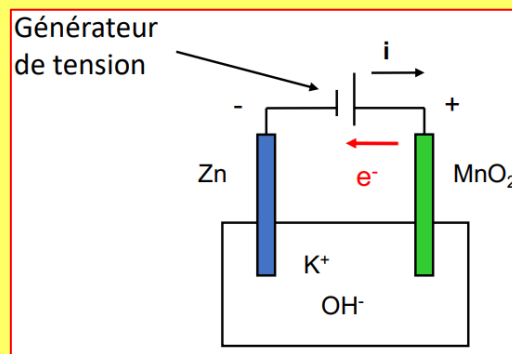 Générateur
de tension
i
- +
Zn e⁻ MnO₂
K⁺
OH⁻